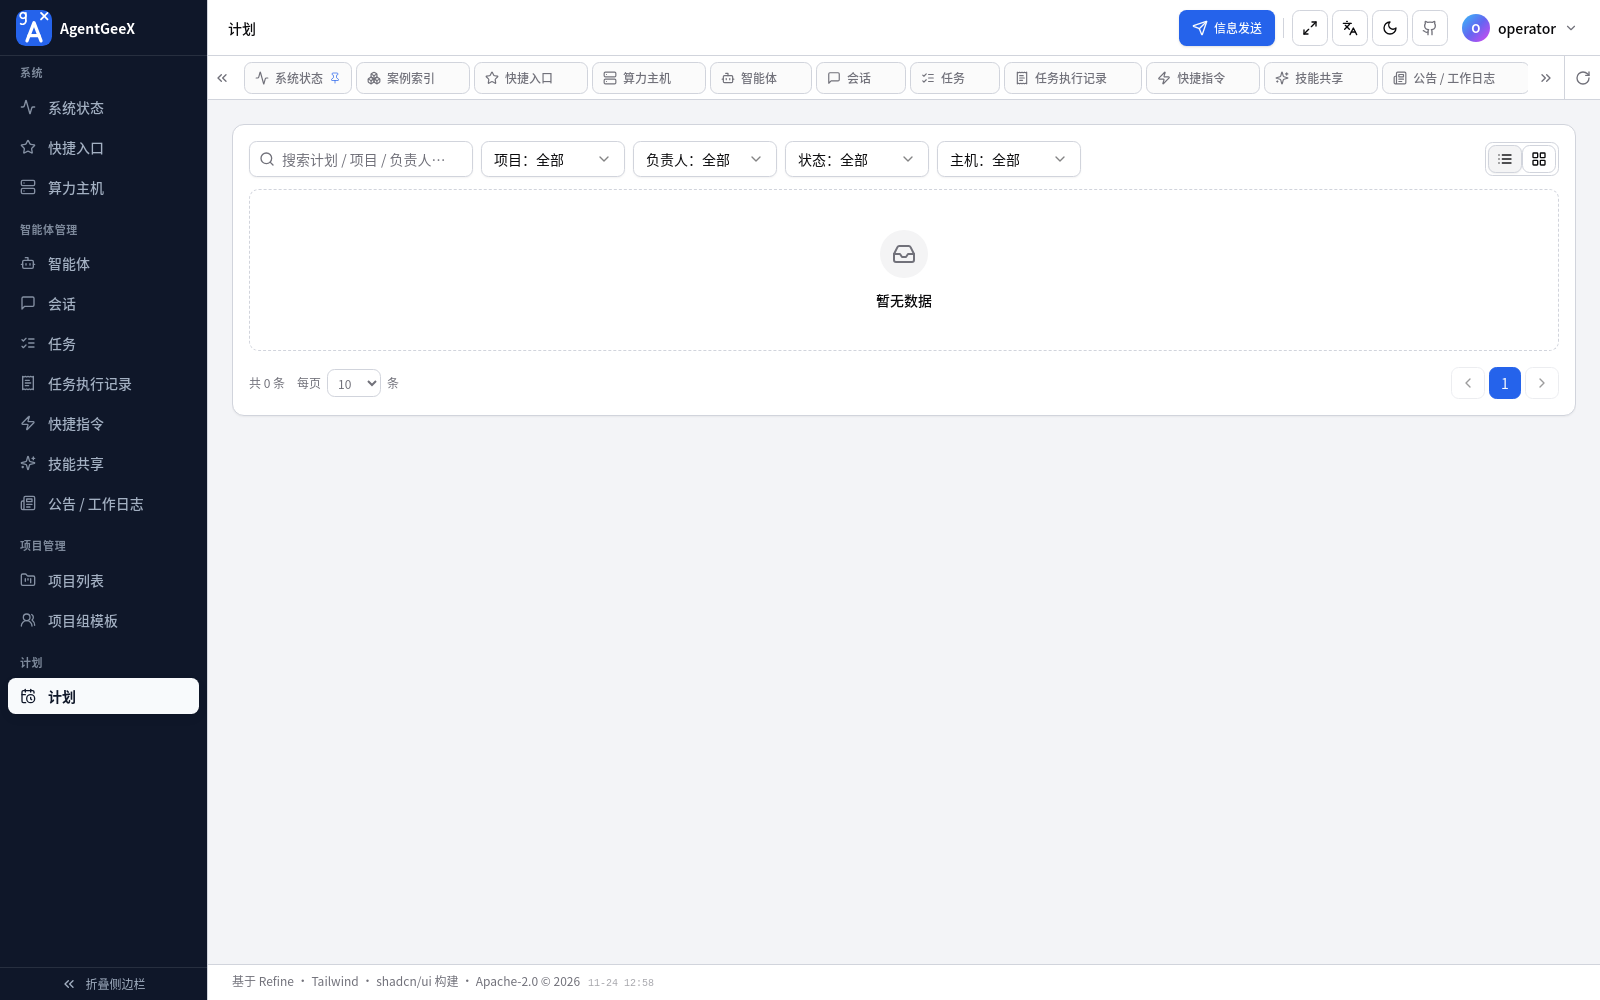 AgentGeeX
计划
信息发送
operator
系统
系统状态
快捷入口
算力主机
智能体管理
智能体
会话
任务
任务执行记录
快捷指令
技能共享
公告 / 工作日志
项目管理
项目列表
项目组模板
计划
计划
折叠侧边栏
系统状态 案例索引 快捷入口 算力主机 智能体 会话 任务 任务执行记录 快捷指令 技能共享 公告 / 工作日志
搜索计划 / 项目 / 负责人… 项目：全部 负责人：全部 状态：全部 主机：全部
暂无数据
共 0 条 每页 10 条 1
基于 Refine · Tailwind · shadcn/ui 构建 · Apache-2.0 © 2026 11-24 12:58